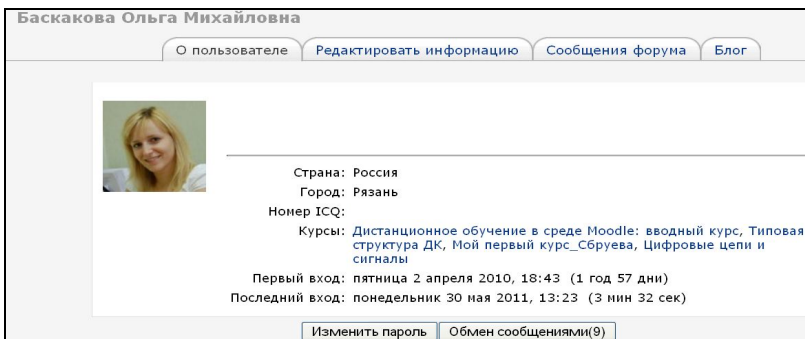 Баскакова Ольга Михайловна
О пользователе Редактировать информацию Сообщения форума Блог
Страна: Россия
Город: Рязань
Номер ICQ:
Курсы: Дистанционное обучение в среде Moodle: вводный курс, Типовая
структура ДК, Мой первый курс_Сбруева, Цифровые цепи и
сигналы
Первый вход: пятница 2 апреля 2010, 18:43 (1 год 57 дни)
Последний вход: понедельник 30 мая 2011, 13:23 (3 мин 32 сек)
Изменить пароль Обмен сообщениями(9)